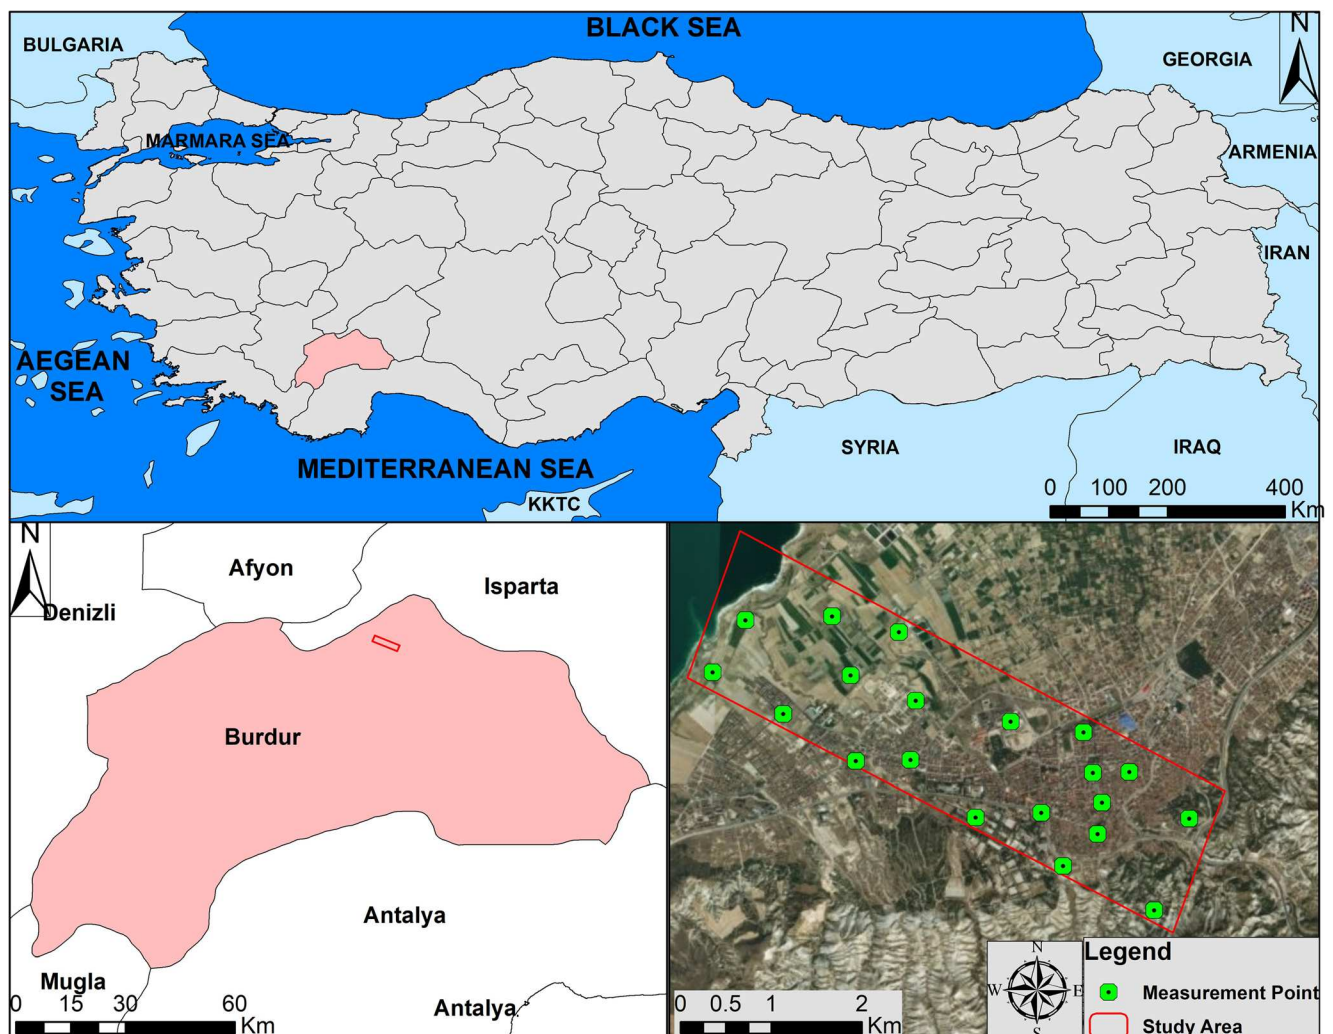 BLACK SEA
N
BULGARIA
GEORGIA
MARMARA SEA
ARMENIA
IRAN
AEGEAN
SEA
SYRIA
IRAQ
MEDITERRANEAN SEA
KKTC
0 100 200 400
Km
N
Afyon
Isparta
Denizli
Burdur
Antalya
Mugla
Antalya
0 15 30 60
Km
0 0.5 1 2
Km
N
W E
S
Legend
Measurement Point
Study Area